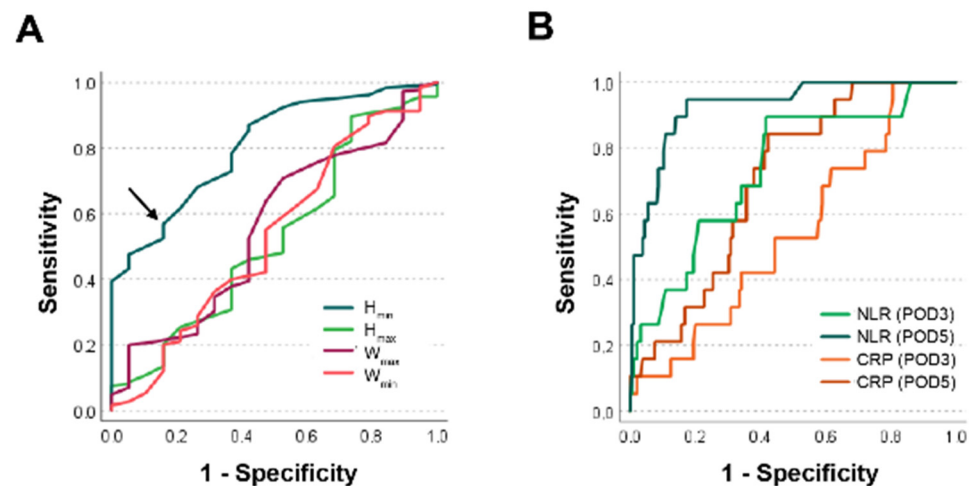 A
Sensitivity
1.0
0.8
0.6
0.4
0.2
0.0
0.0 0.2 0.4 0.6 0.8 1.0
1 - Specificity
Hmin
Hmax
Wmax
Wmin
B
Sensitivity
1.0
0.8
0.6
0.4
0.2
0.0
0.0 0.2 0.4 0.6 0.8 1.0
1 - Specificity
NLR (POD3)
NLR (POD5)
CRP (POD3)
CRP (POD5)